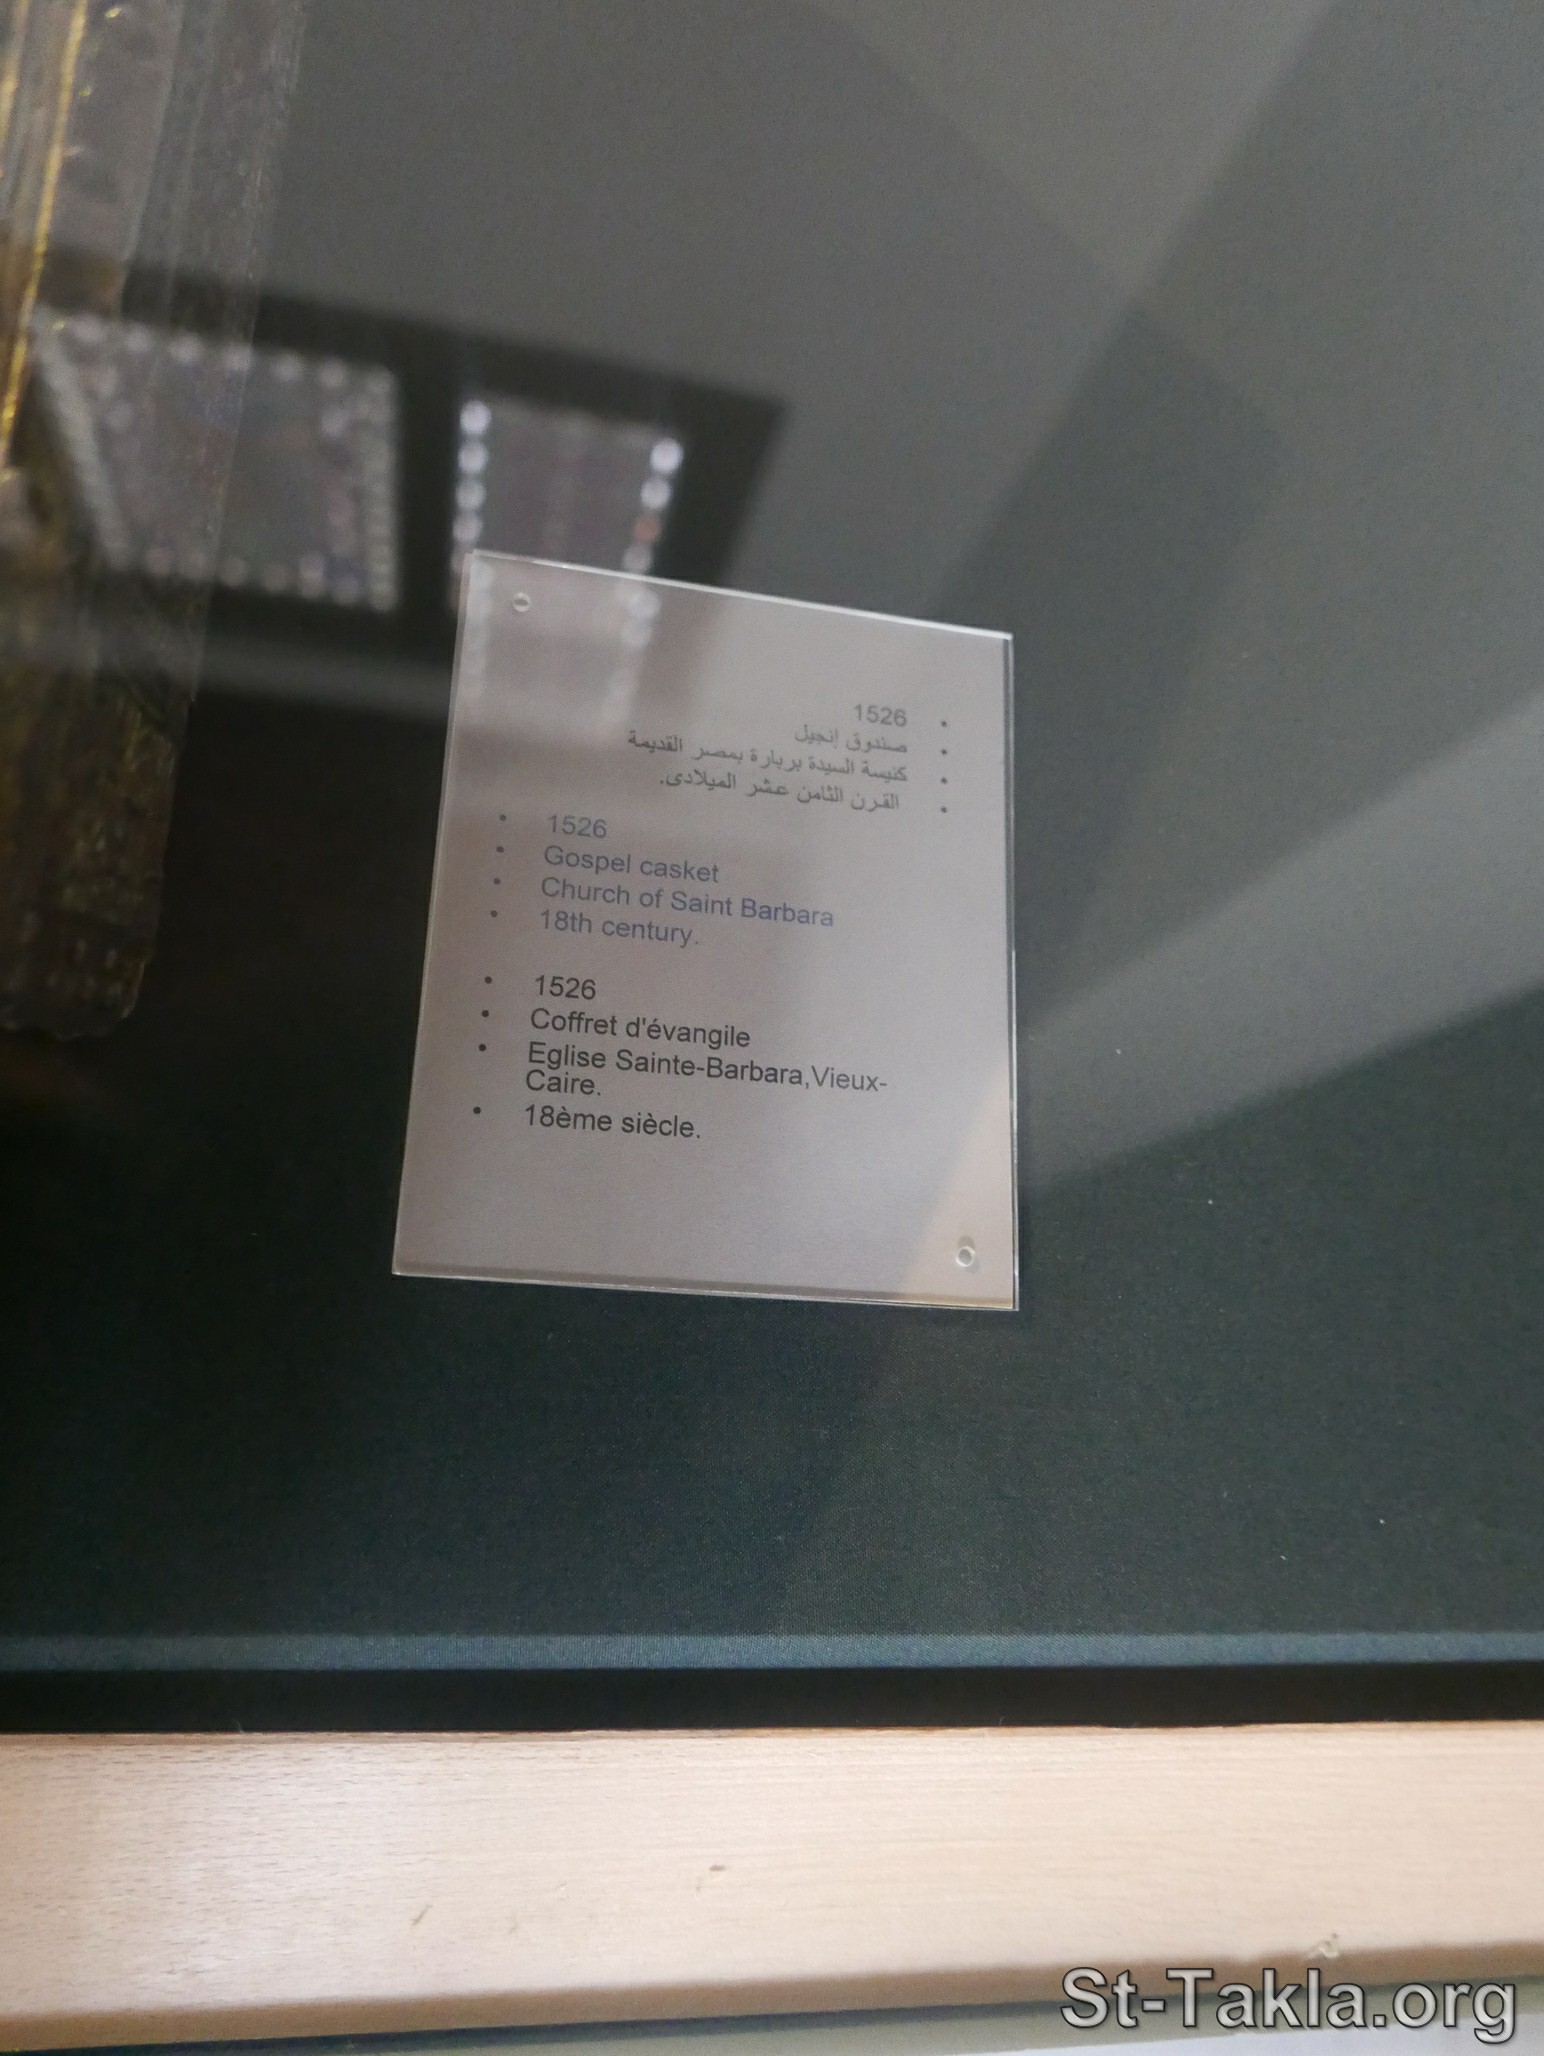 • 1526
• صندوق إنجيل
• كنيسة السيدة بربارة بمصر القديمة
• القرن الثامن عشر الميلادى.
• 1526
• Gospel casket
• Church of Saint Barbara
• 18th century.
• 1526
• Coffret d'évangile
• Eglise Sainte-Barbara,Vieux-
Caire.
• 18ème siècle.
St-Takla.org